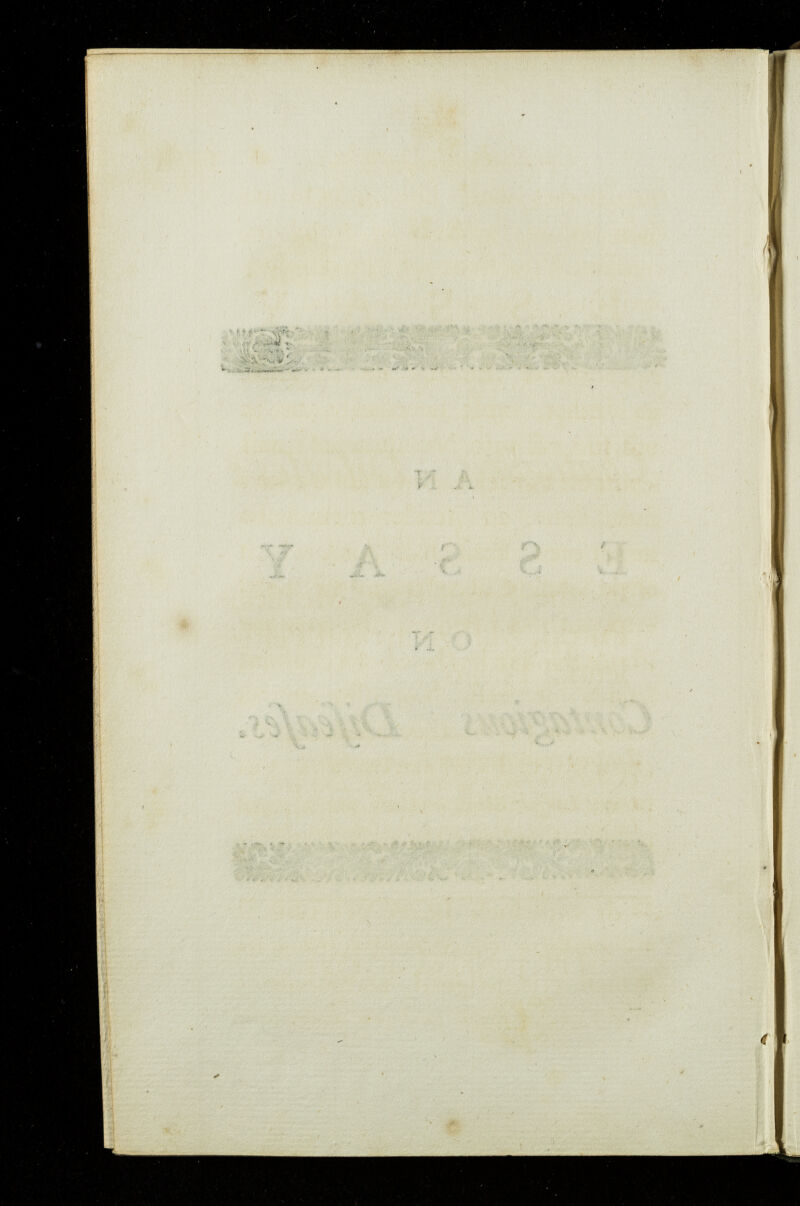 AN
ESSAY
ON
Contagious Diſeaſes.